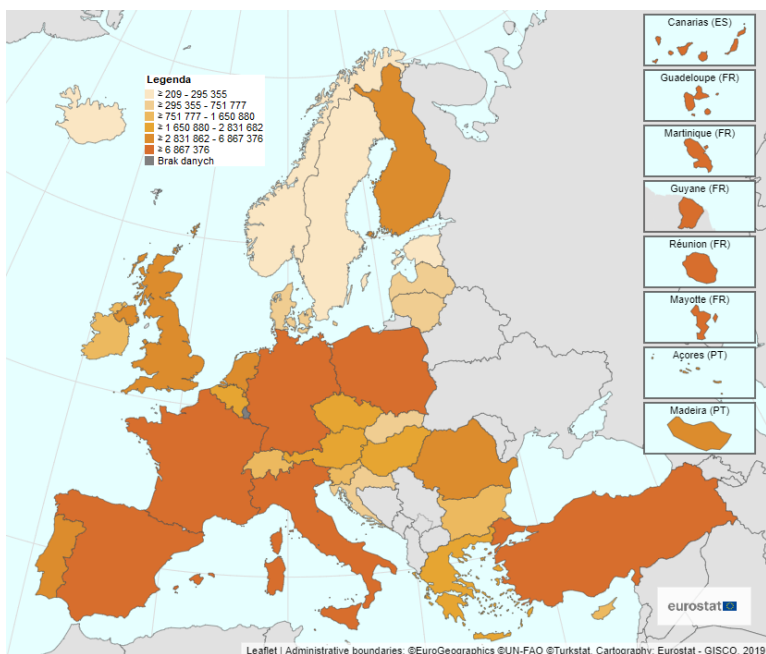 Legenda
≥ 209 - 295 355
≥ 295 355 - 751 777
≥ 751 777 - 1 650 880
≥ 1 650 880 - 2 831 682
≥ 2 831 862 - 6 867 376
≥ 6 867 376
Brak danych
Canarias (ES)
Guadeloupe (FR)
Martinique (FR)
Guyane (FR)
Réunion (FR)
Mayotte (FR)
Açores (PT)
Madeira (PT)
eurostat
Leaflet | Administrative boundaries: ©EuroGeographics ©UN-FAO ©Turkstat, Cartography: Eurostat - GISCO, 2019